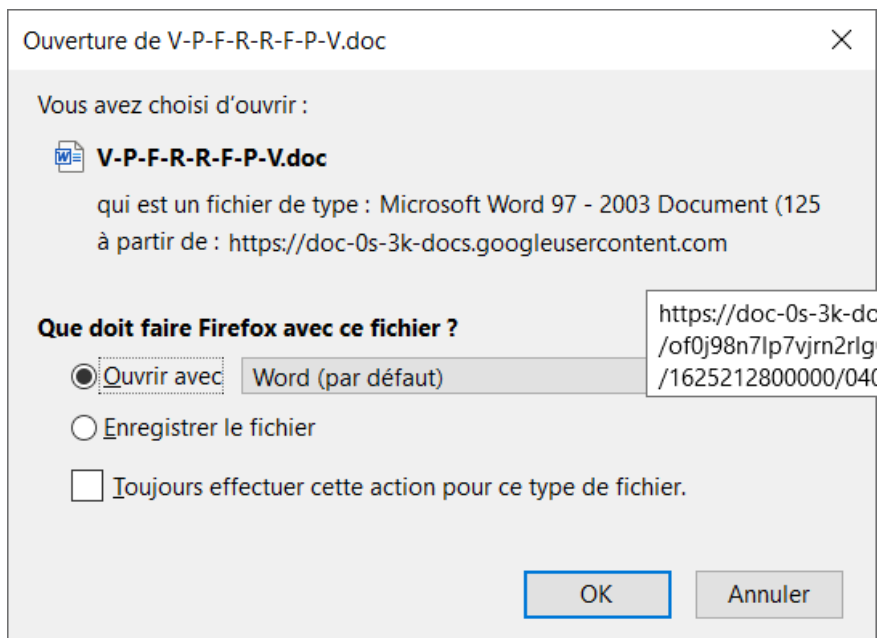 Ouverture de V-P-F-R-R-F-P-V.doc
Vous avez choisi d'ouvrir :
V-P-F-R-R-F-P-V.doc
qui est un fichier de type : Microsoft Word 97 - 2003 Document (125
à partir de : https://doc-0s-3k-docs.googleusercontent.com
https://doc-0s-3k-do
Que doit faire Firefox avec ce fichier ?
/1625212800000/040
Ouvrir avec Word (par défaut)
Enregistrer le fichier
Toujours effectuer cette action pour ce type de fichier.
OK Annuler